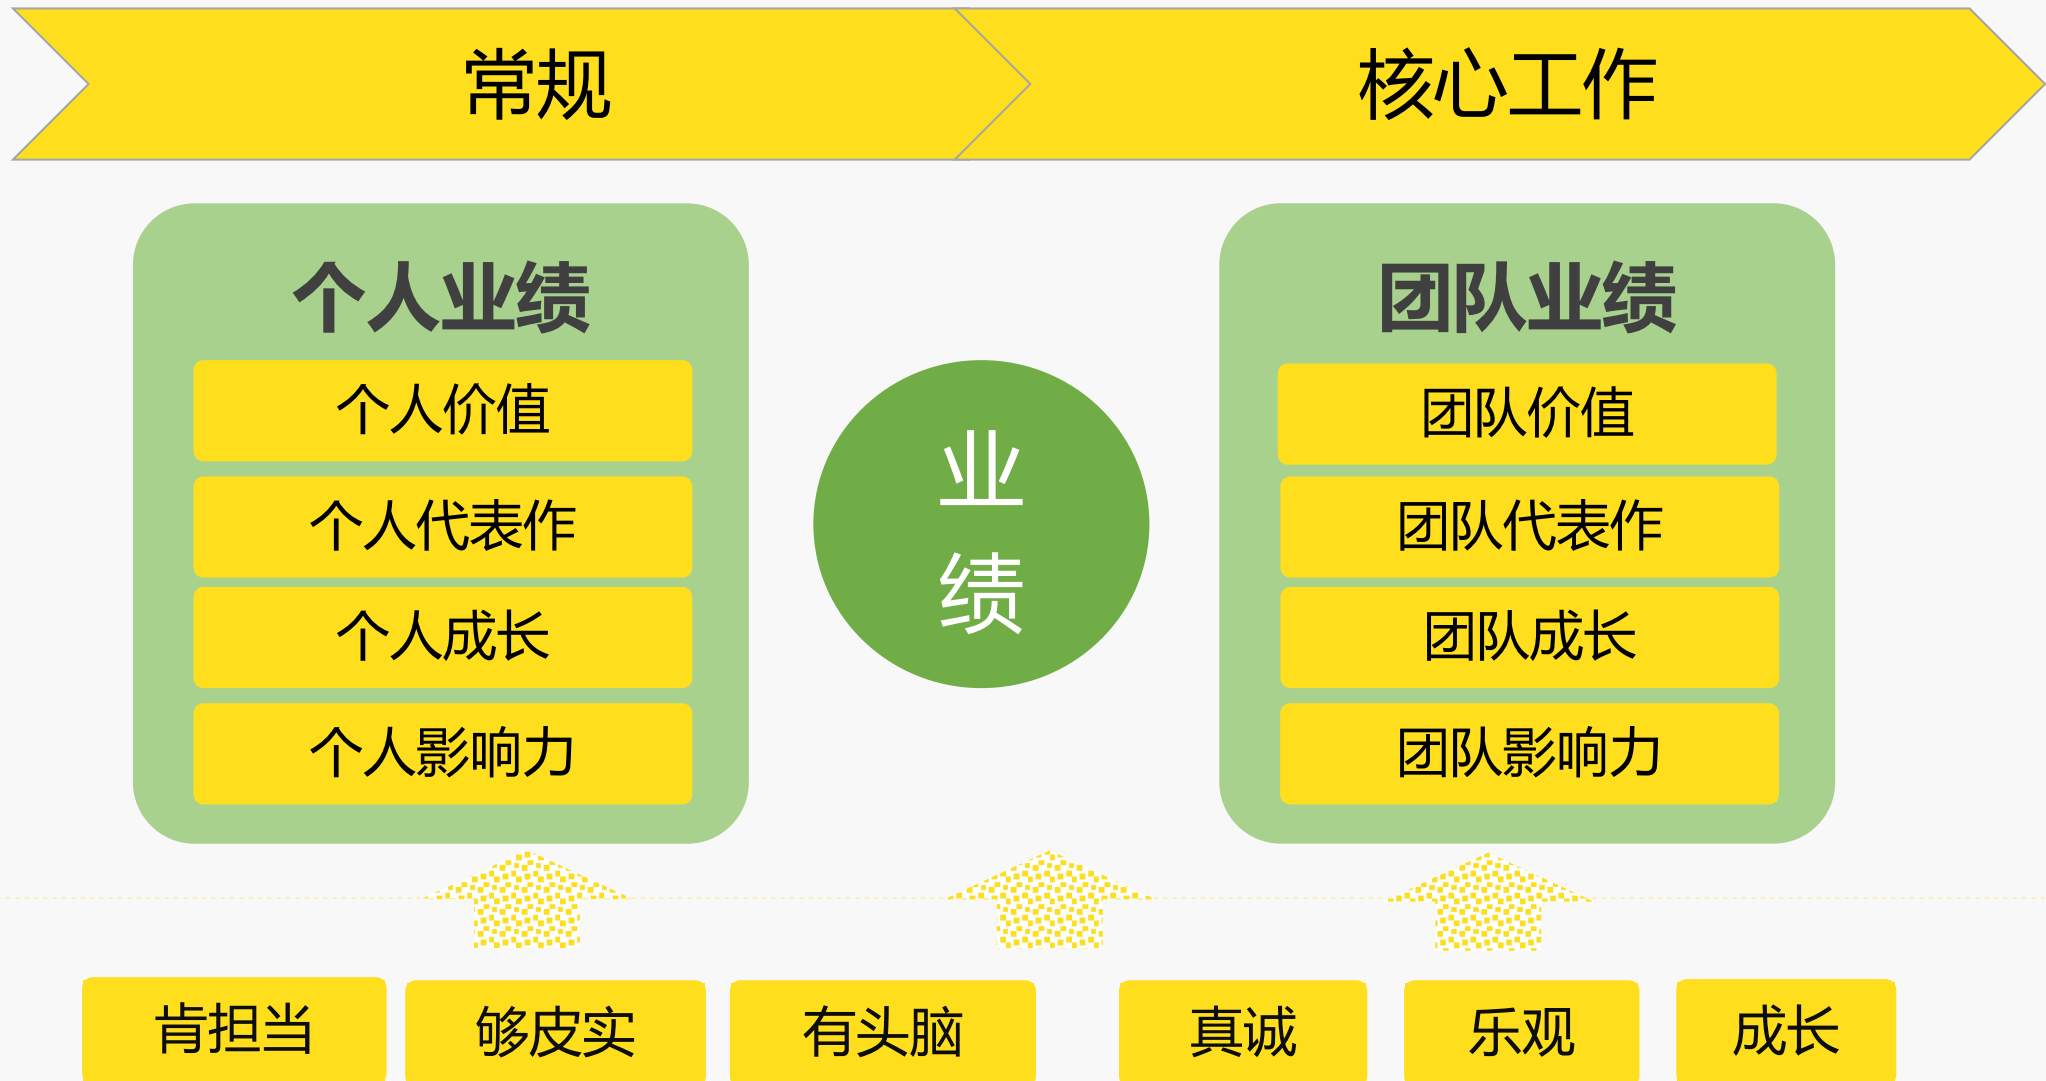 常规
核心工作
个人业绩
个人价值
个人代表作
个人成长
个人影响力
业
绩
团队业绩
团队价值
团队代表作
团队成长
团队影响力
肯担当
够皮实
有头脑
真诚
乐观
成长